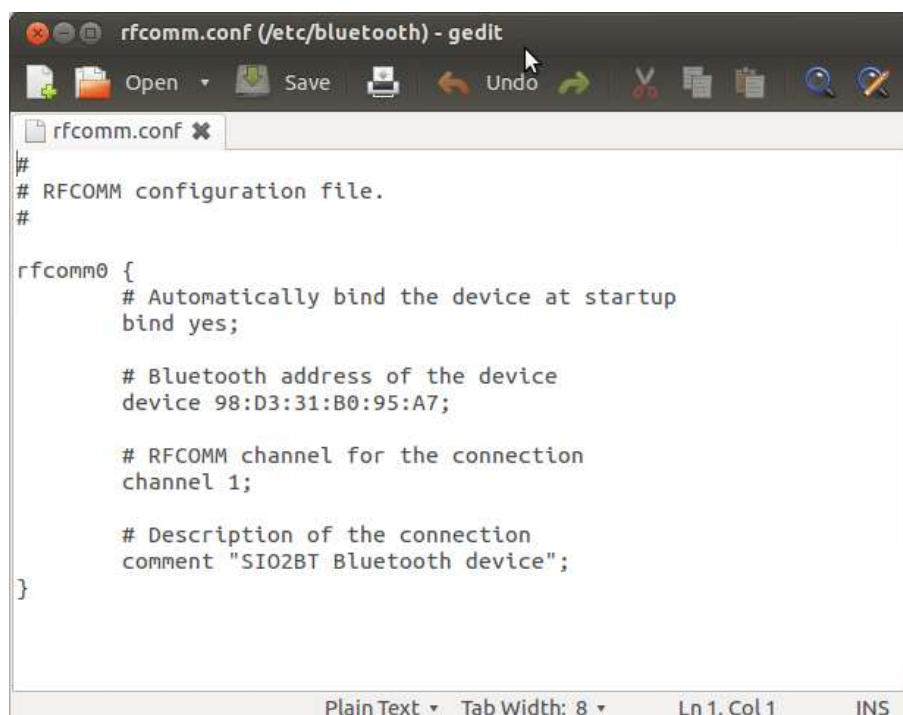 rfcomm.conf (/etc/bluetooth) - gedit
Open Save Undo
rfcomm.conf
#
# RFCOMM configuration file.
#
rfcomm0 {
# Automatically bind the device at startup
bind yes;
# Bluetooth address of the device
device 98:D3:31:B0:95:A7;
# RFCOMM channel for the connection
channel 1;
# Description of the connection
comment "SIO2BT Bluetooth device";
}
Plain Text Tab Width: 8 Ln 1, Col 1 INS